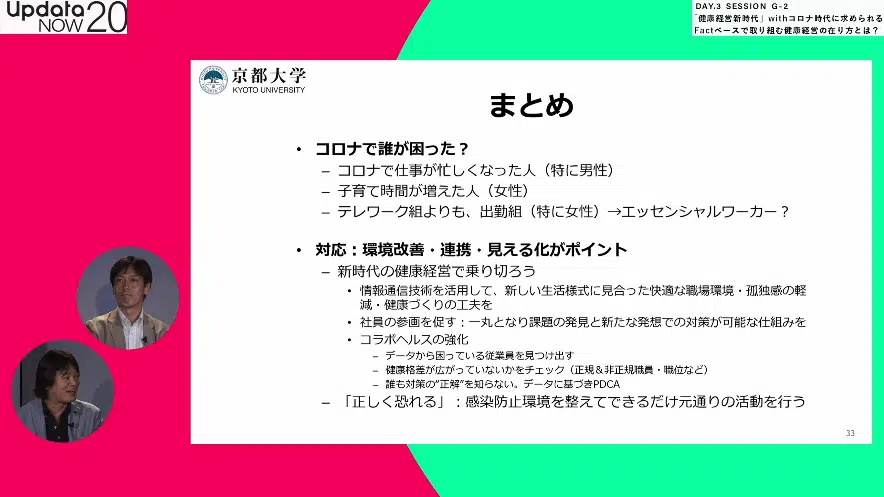 Updata
NOW 20
DAY.3 SESSION G-2
「健康経営新時代」withコロナ時代に求められる
Factベースで取り組む健康経営の在り方とは？
京都大学
KYOTO UNIVERSITY
まとめ
• コロナで誰が困った？
– コロナで仕事が忙しくなった人（特に男性）
– 子育て時間が増えた人（女性）
– テレワーク組よりも、出勤組（特に女性）→エッセンシャルワーカー？
• 対応：環境改善・連携・見える化がポイント
– 新時代の健康経営で乗り切ろう
• 情報通信技術を活用して、新しい生活様式に見合った快適な職場環境・孤独感の軽
減・健康づくりの工夫を
• 社員の参画を促す：一丸となり課題の発見と新たな発想での対策が可能な仕組みを
• コラボヘルスの強化
– データから困っている従業員を見つけ出す
– 健康格差が広がっていないかをチェック（正規＆非正規職員・職位など）
– 誰も対策の"正解"を知らない。データに基づきPDCA
– 「正しく恐れる」：感染防止環境を整えてできるだけ元通りの活動を行う
33